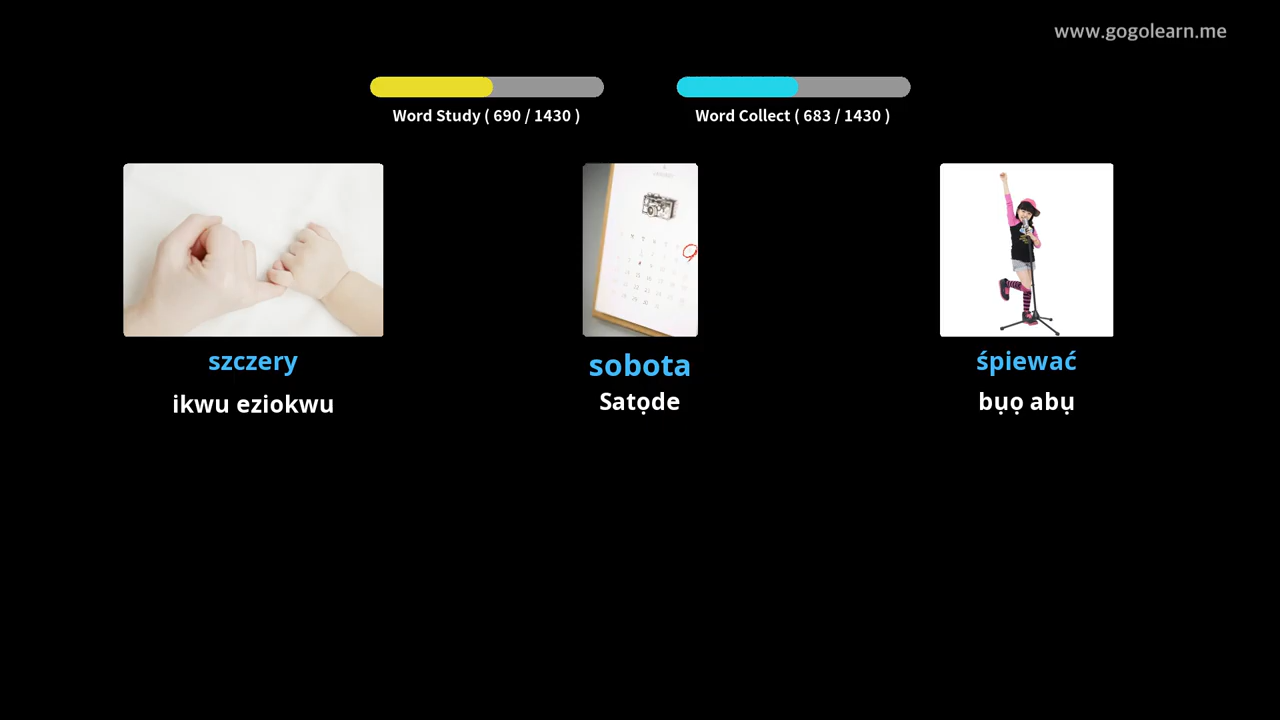 www.gogolearn.me
Word Study ( 690 / 1430 )
Word Collect ( 683 / 1430 )
szczery
ikwu eziokwu
sobota
Satọde
śpiewać
bụọ abụ